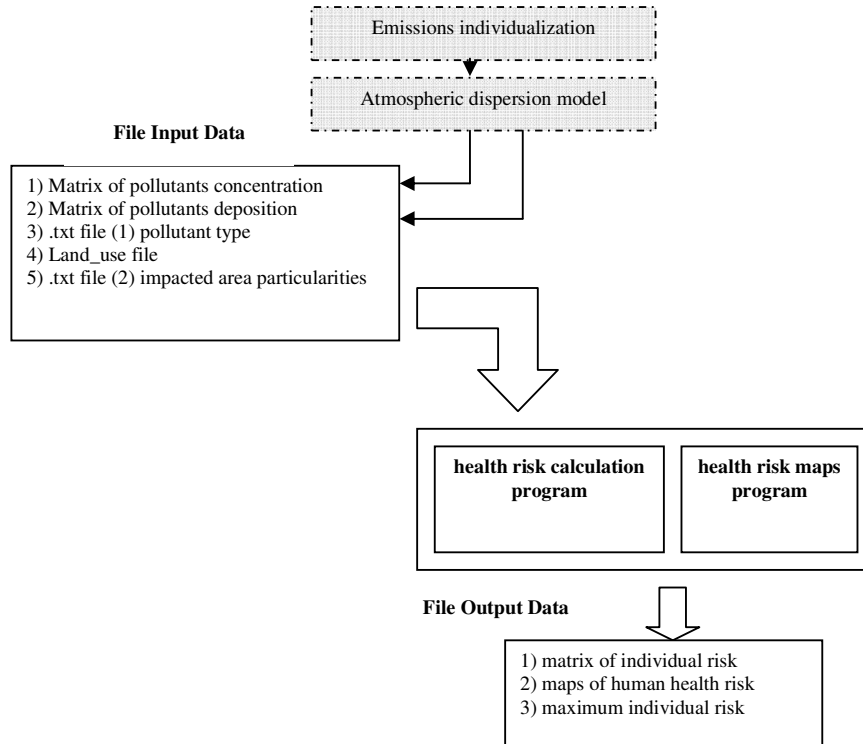 Emissions individualization
Atmospheric dispersion model
File Input Data
1) Matrix of pollutants concentration
2) Matrix of pollutants deposition
3) .txt file (1) pollutant type
4) Land_use file
5) .txt file (2) impacted area particularities
health risk calculation
program
health risk maps
program
File Output Data
1) matrix of individual risk
2) maps of human health risk
3) maximum individual risk